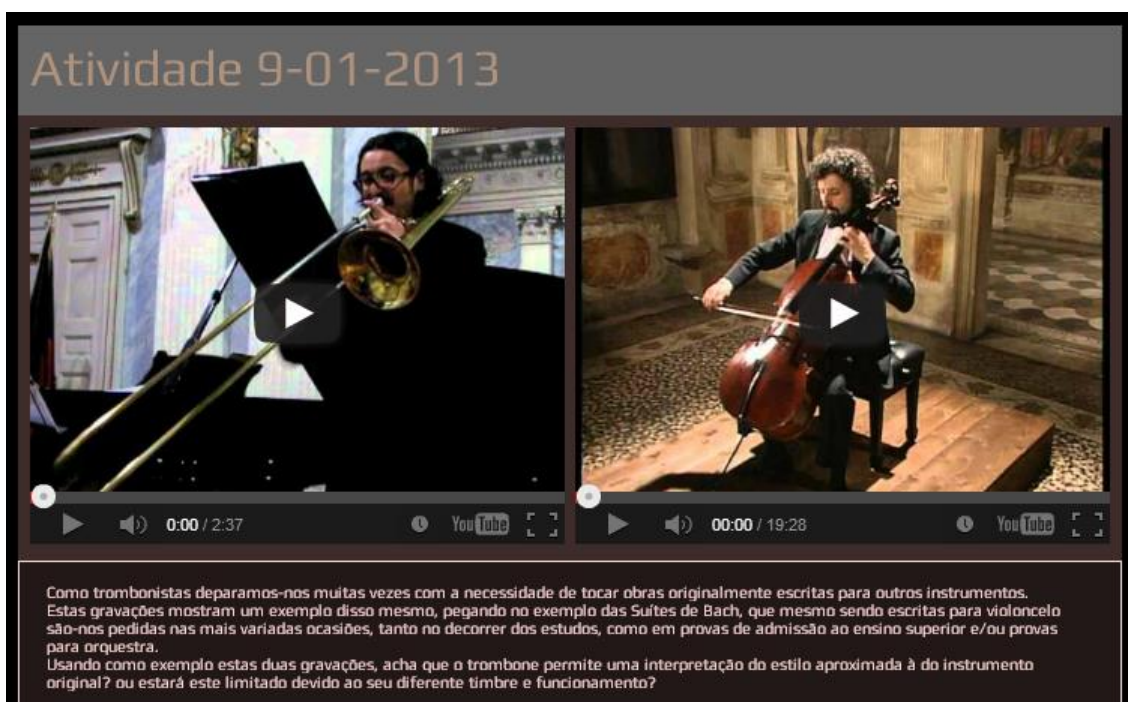 Atividade 9-01-2013
0:00 / 2:37
YouTube
00:00 / 19:28
YouTube
Como trombonistas deparamos-nos muitas vezes com a necessidade de tocar obras originalmente escritas para outros instrumentos.
Estas gravações mostram um exemplo disso mesmo, pegando no exemplo das Suítes de Bach, que mesmo sendo escritas para violoncelo
são-nos pedidas nas mais variadas ocasiões, tanto no decorrer dos estudos, como em provas de admissão ao ensino superior e/ou provas
para orquestra.
Usando como exemplo estas duas gravações, acha que o trombone permite uma interpretação do estilo aproximada à do instrumento
original? ou estará este limitado devido ao seu diferente timbre e funcionamento?